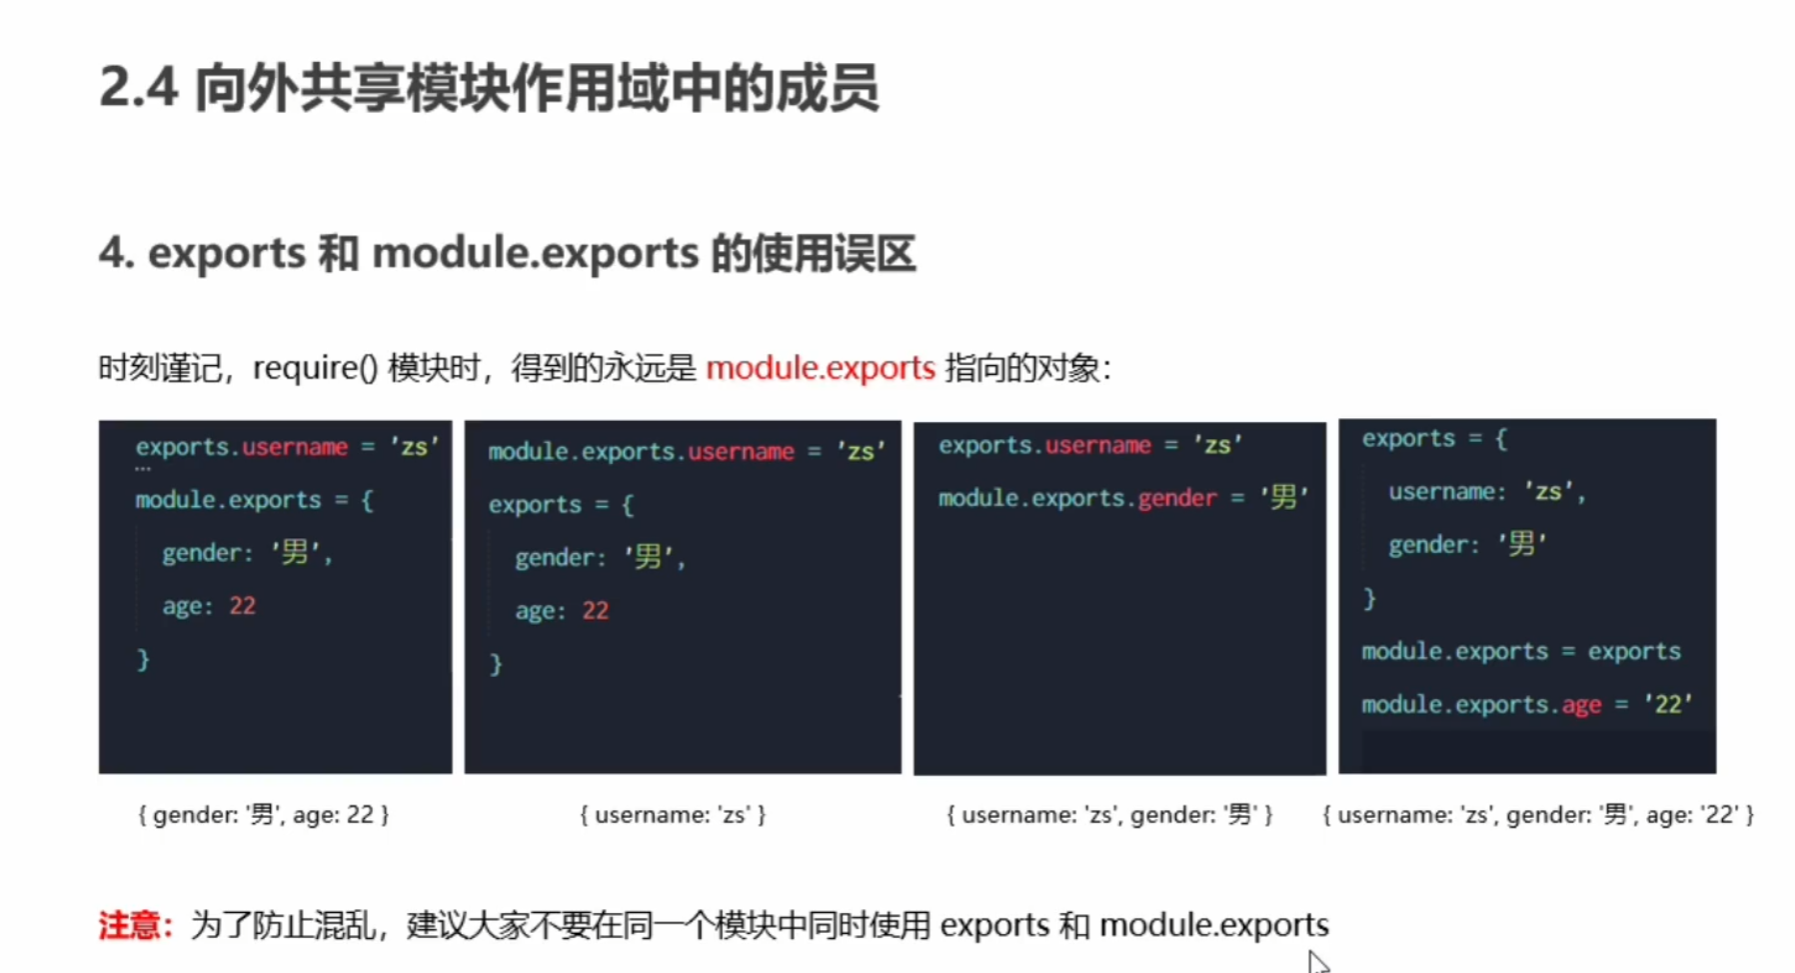 2.4 向外共享模块作用域中的成员
4. exports 和 module.exports 的使用误区
时刻谨记，require() 模块时，得到的永远是 module.exports 指向的对象：
exports.username = 'zs'
...
module.exports = {
gender: '男',
age: 22
}
module.exports.username = 'zs'
exports = {
gender: '男',
age: 22
}
exports.username = 'zs'
module.exports.gender = '男'
exports = {
username: 'zs',
gender: '男'
}
module.exports = exports
module.exports.age = '22'
{ gender: '男', age: 22 }
{ username: 'zs' }
{ username: 'zs', gender: '男' }
{ username: 'zs', gender: '男', age: '22' }
注意：为了防止混乱，建议大家不要在同一个模块中同时使用 exports 和 module.exports